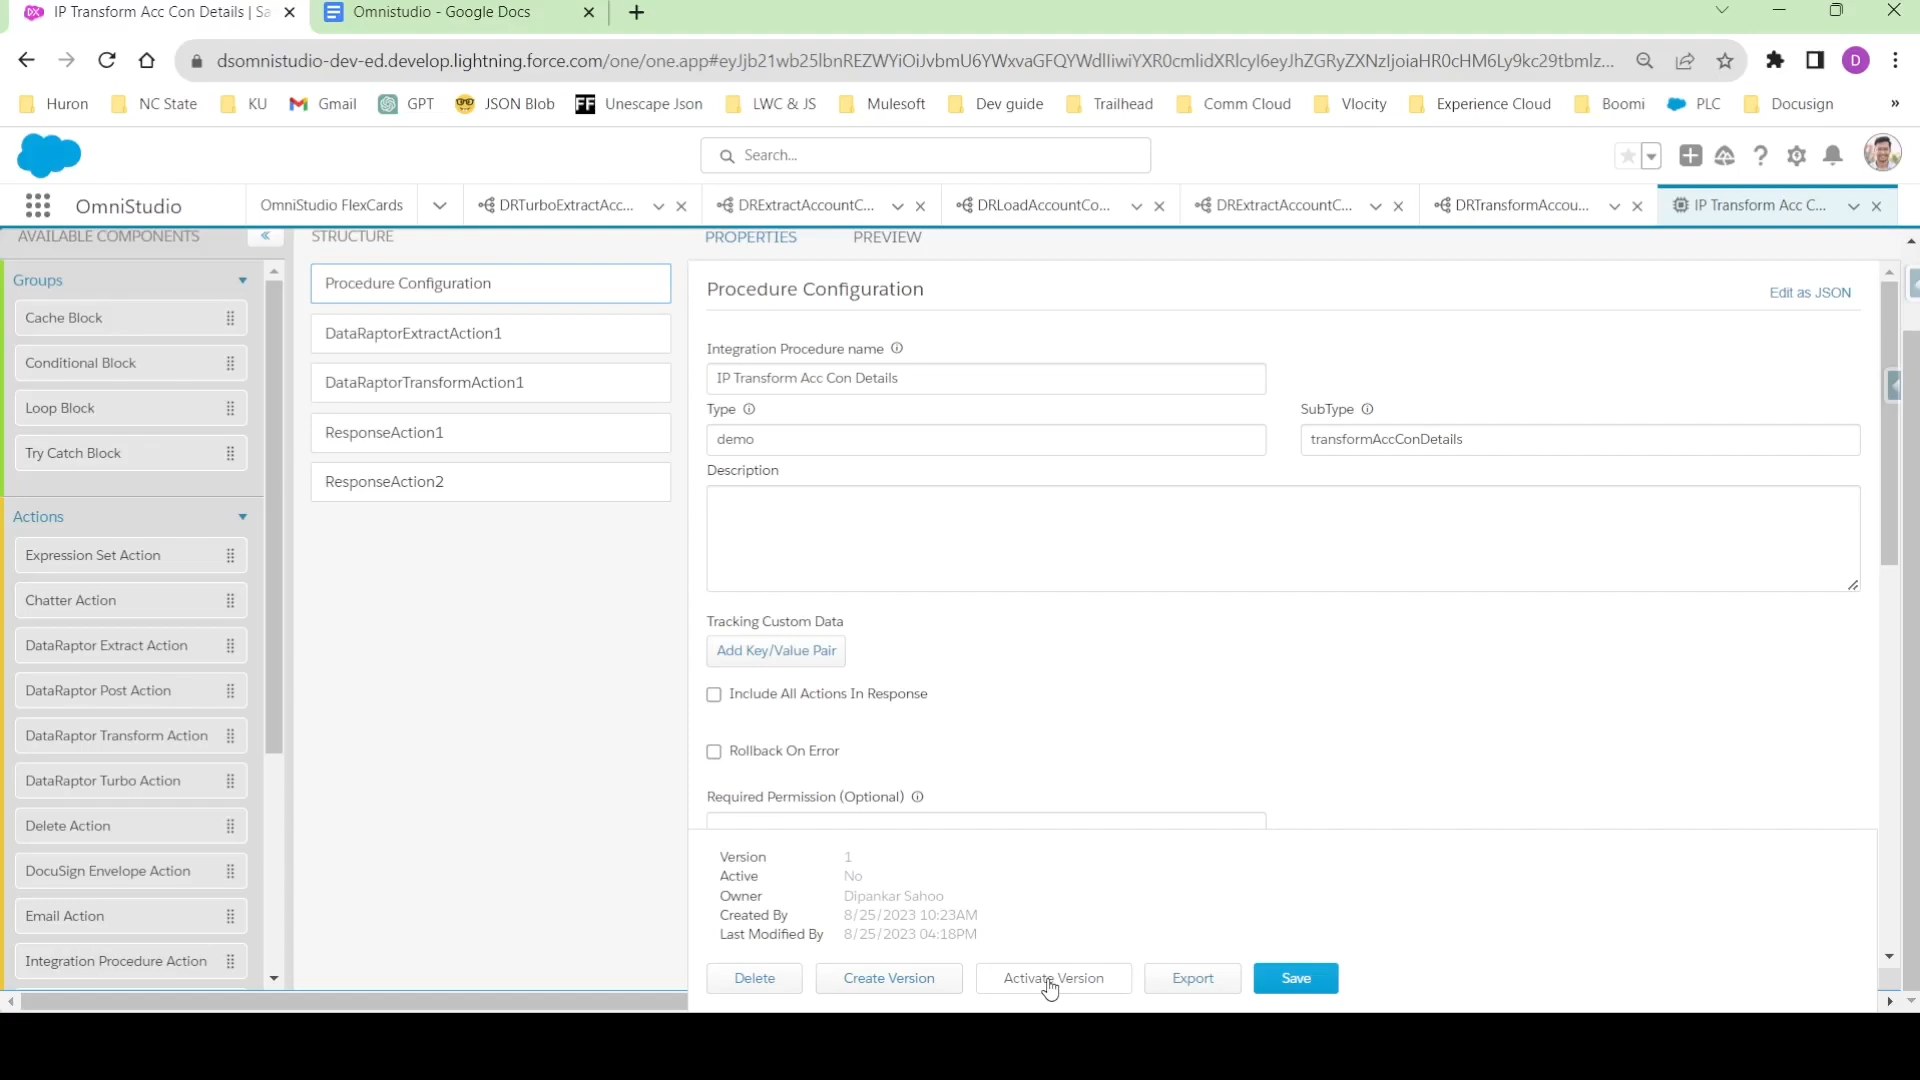 IP Transform Acc Con Details | Sa
Omnistudio - Google Docs
dsomnistudio-dev-ed.develop.lightning.force.com/one/one.app#eyJjb21wb25lbnREZWYiOiJvbmU6YWxvaGFQYWdlIiwiYXR0cmlidXRlcyI6eyJhZGRyZXNzIjoiaHR0cHM6Ly9kc29tbmlz...
D
Huron
NC State
KU
Gmail
GPT
JSON Blob
FF Unescape Json
LWC & JS
Mulesoft
Dev guide
Trailhead
Comm Cloud
Vlocity
Experience Cloud
Boomi
PLC
Docusign
»
Search...
OmniStudio
OmniStudio FlexCards
DRTurboExtractAcc...
DRExtractAccountC...
DRLoadAccountCo...
DRExtractAccountC...
DRTransformAccou...
IP Transform Acc C...
AVAILABLE COMPONENTS
Groups
Cache Block
Conditional Block
Loop Block
Try Catch Block
Actions
Expression Set Action
Chatter Action
DataRaptor Extract Action
DataRaptor Post Action
DataRaptor Transform Action
DataRaptor Turbo Action
Delete Action
DocuSign Envelope Action
Email Action
Integration Procedure Action
STRUCTURE
Procedure Configuration
DataRaptorExtractAction1
DataRaptorTransformAction1
ResponseAction1
ResponseAction2
PROPERTIES
PREVIEW
Procedure Configuration
Edit as JSON
Integration Procedure name
IP Transform Acc Con Details
Type
demo
SubType
transformAccConDetails
Description
Tracking Custom Data
Add Key/Value Pair
Include All Actions In Response
Rollback On Error
Required Permission (Optional)
Version 1
Active No
Owner Dipankar Sahoo
Created By 8/25/2023 10:23AM
Last Modified By 8/25/2023 04:18PM
Delete
Create Version
Activate Version
Export
Save